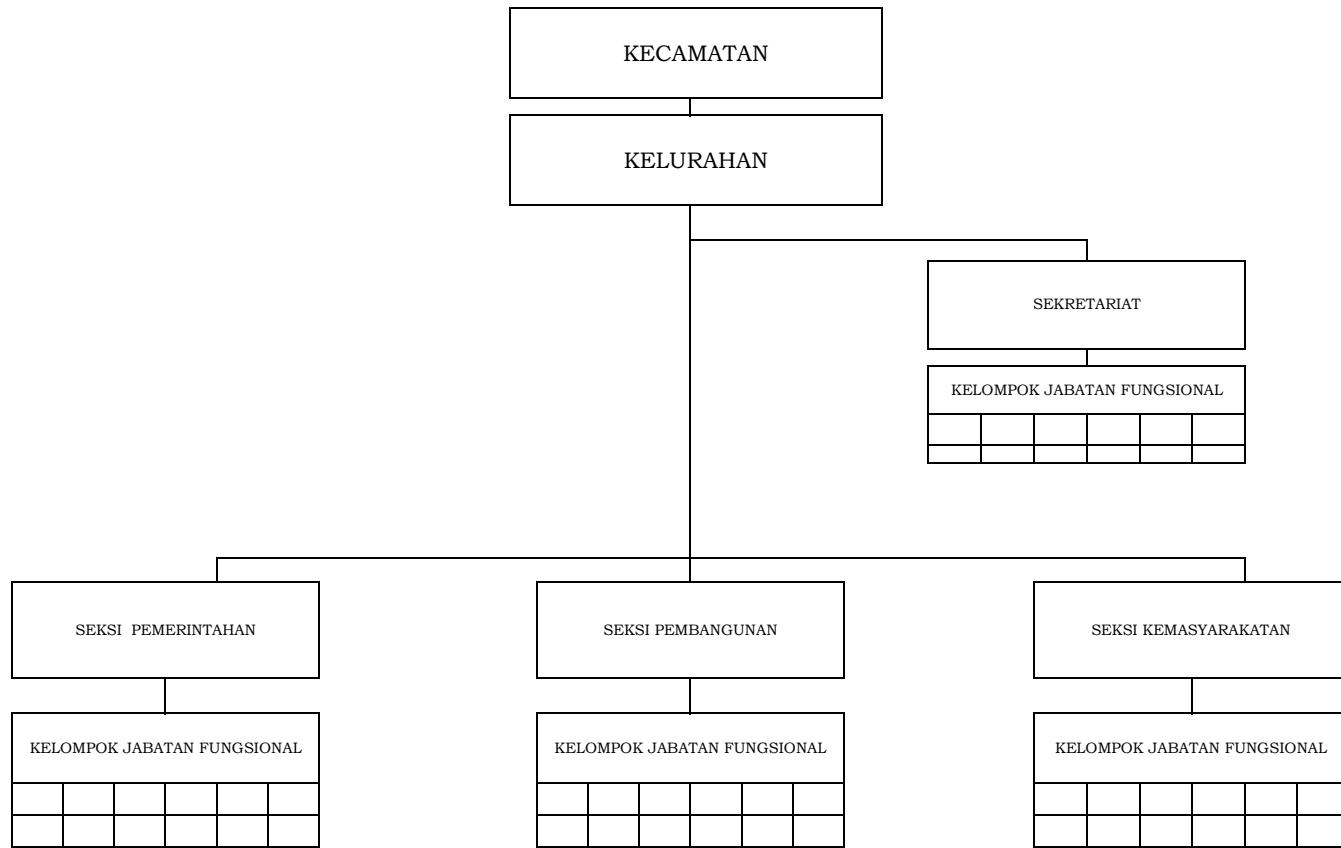 KECAMATAN
KELURAHAN
SEKRETARIAT
KELOMPOK JABATAN FUNGSIONAL
SEKSI PEMERINTAHAN
SEKSI PEMBANGUNAN
SEKSI KEMASYARAKATAN
KELOMPOK JABATAN FUNGSIONAL
KELOMPOK JABATAN FUNGSIONAL
KELOMPOK JABATAN FUNGSIONAL